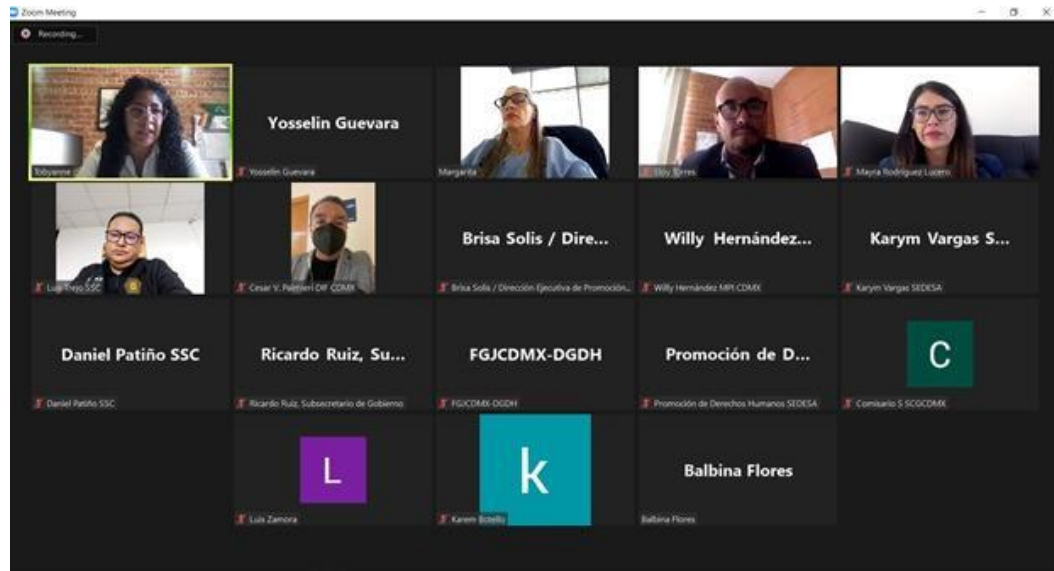 Zoom Meeting
Recording...
Tobyanne
Yosselin Guevara
Yosselin Guevara
Margarita
Eloy Torres
Mayra Rodríguez Lucero
Luis Trejo SSC
Cesar V. Palmieri DIF CDMX
Brisa Solis / Dire...
Brisa Solis / Dirección Ejecutiva de Promoción...
Willy Hernández...
Willy Hernández MPI CDMX
Karym Vargas S...
Karym Vargas SEDESA
Daniel Patiño SSC
Daniel Patiño SSC
Ricardo Ruiz, Su...
Ricardo Ruiz, Subsecretario de Gobierno
FGJCDMX-DGDH
FGJCDMX-DGDH
Promoción de D...
Promoción de Derechos Humanos SEDESA
C
Comisario S SCGCDMX
L
Luis Zamora
k
Karem Botello
Balbina Flores
Balbina Flores